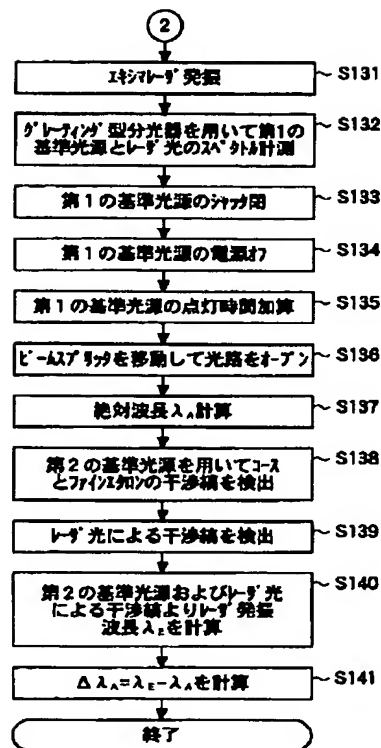 2
エキシマレーザ発振
S131
グレーティング型分光器を用いて第1の
基準光源とレーザ光のスペクトル計測
S132
第1の基準光源のシャッタ閉
S133
第1の基準光源の電源オフ
S134
第1の基準光源の点灯時間加算
S135
ビームスプリッタを移動して光路をオープン
S136
絶対波長λA計算
S137
第2の基準光源を用いてコース
とファインエタロンの干渉縞を検出
S138
レーザ光による干渉縞を検出
S139
第2の基準光源およびレーザ光
による干渉縞よりレーザ発振
波長λEを計算
S140
ΔλA=λE-λAを計算
S141
終了